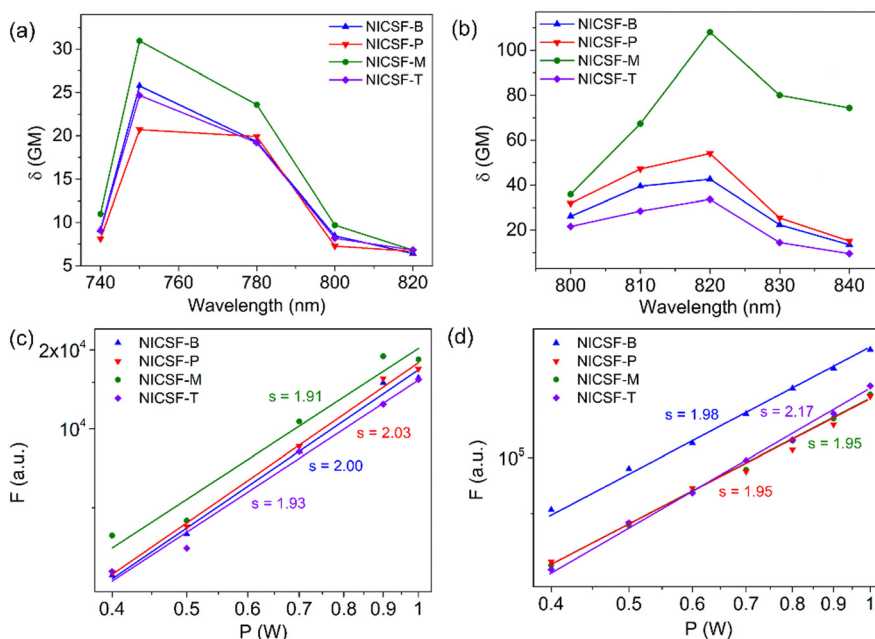 (a)
NICSF-B
NICSF-P
NICSF-M
NICSF-T
δ (GM)
30
25
20
15
10
5
740 760 780 800 820
Wavelength (nm)
(b)
NICSF-B
NICSF-P
NICSF-M
NICSF-T
δ (GM)
100
80
60
40
20
800 810 820 830 840
Wavelength (nm)
(c)
NICSF-B
NICSF-P
NICSF-M
NICSF-T
F (a.u.)
2x10⁴
10⁴
s = 1.91
s = 2.03
s = 2.00
s = 1.93
0.4 0.5 0.6 0.7 0.8 0.9 1
P (W)
(d)
NICSF-B
NICSF-P
NICSF-M
NICSF-T
F (a.u.)
10⁵
s = 1.98
s = 2.17
s = 1.95
s = 1.95
0.4 0.5 0.6 0.7 0.8 0.9 1
P (W)